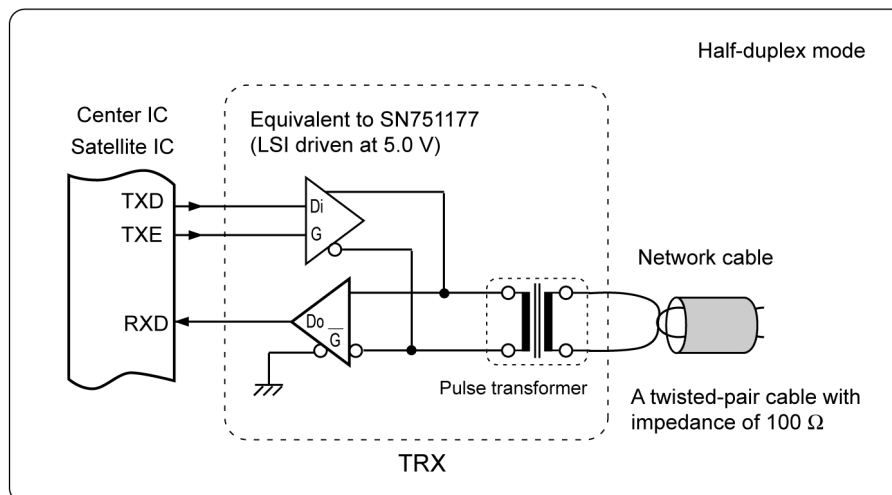 Half-duplex mode
Center IC
Satellite IC
Equivalent to SN751177
(LSI driven at 5.0 V)
TXD
Di
TXE
G
Network cable
RXD
Do
G
Pulse transformer
A twisted-pair cable with
impedance of 100 Ω
TRX